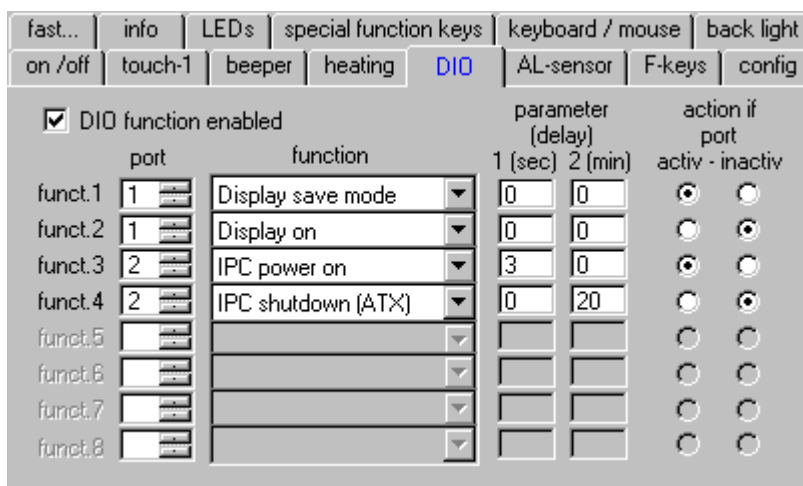 fast... info LEDs special function keys keyboard / mouse back light
on /off touch-1 beeper heating DIO AL-sensor F-keys config
DIO function enabled
parameter action if
(delay) port
port function 1 (sec) 2 (min) activ - inactiv
funct.1 1 Display save mode 0 0
funct.2 1 Display on 0 0
funct.3 2 IPC power on 3 0
funct.4 2 IPC shutdown (ATX) 0 20
funct.5
funct.6
funct.7
funct.8